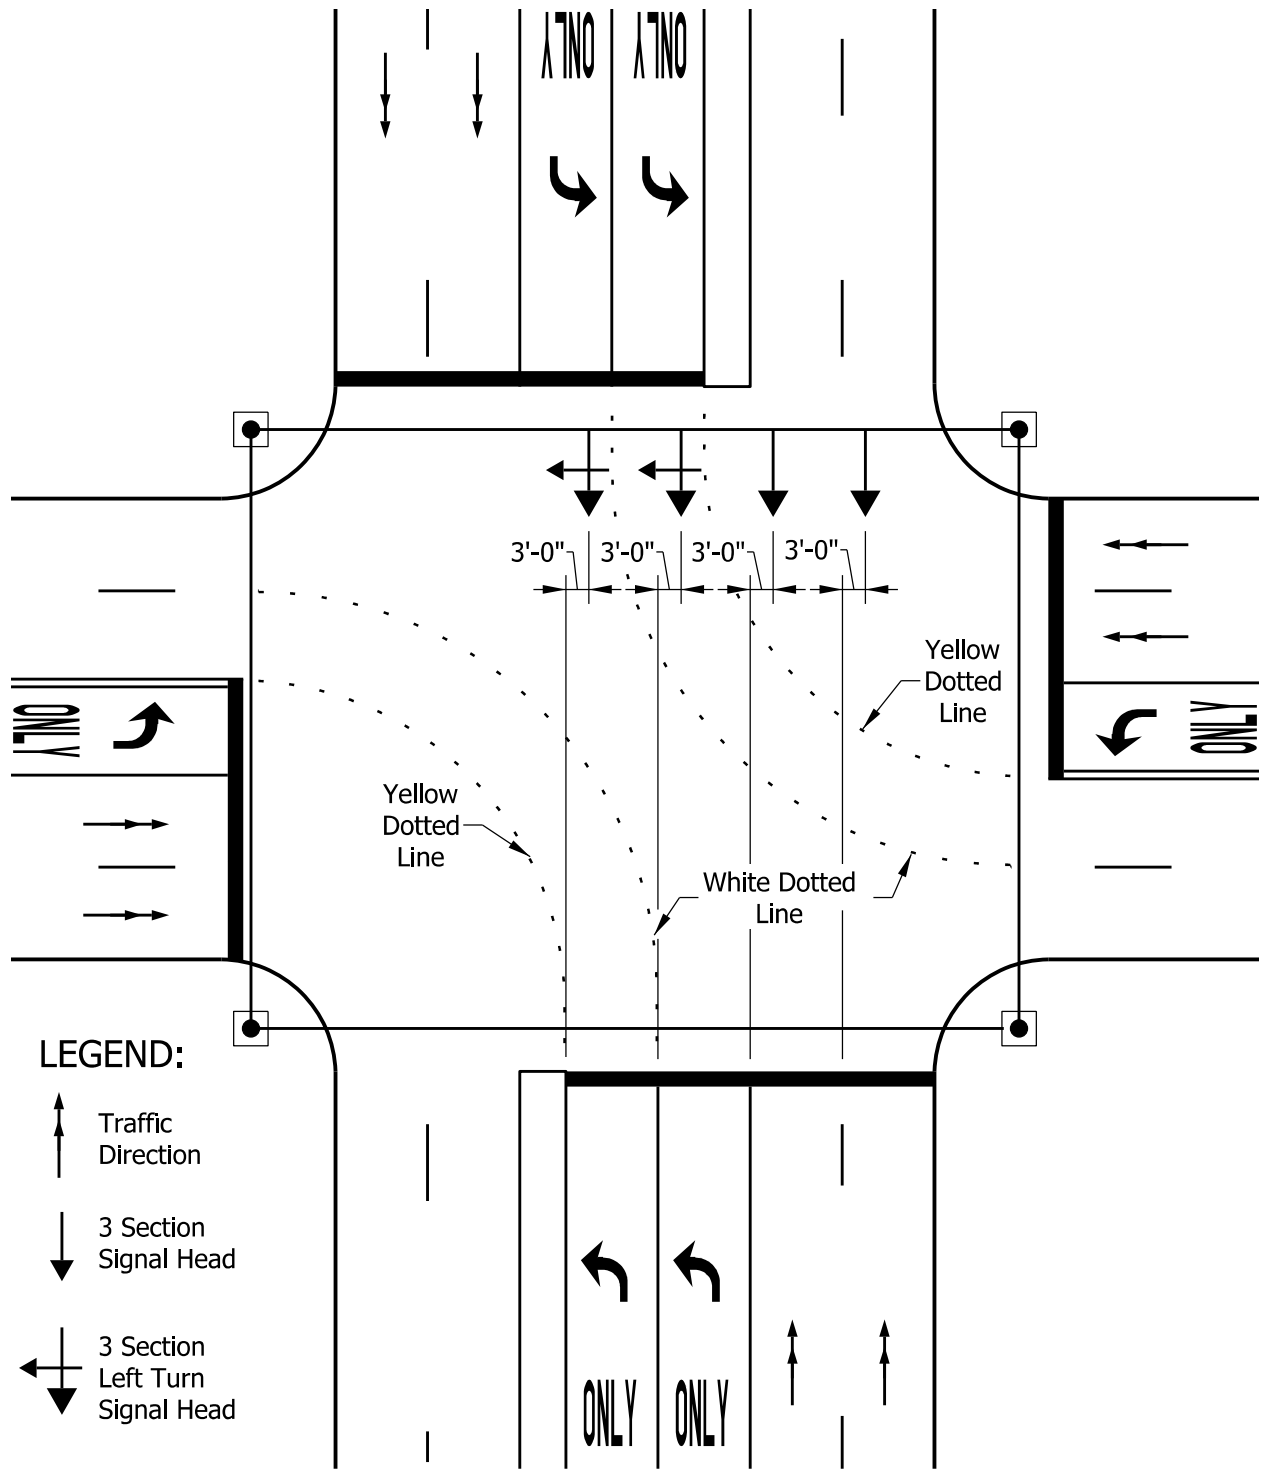 ONLY
ONLY
3'-0"
3'-0"
3'-0"
3'-0"
Yellow
Dotted
Line
ONLY
ONLY
Yellow
Dotted
Line
White Dotted
Line
LEGEND:
Traffic
Direction
3 Section
Signal Head
3 Section
Left Turn
Signal Head
ONLY
ONLY